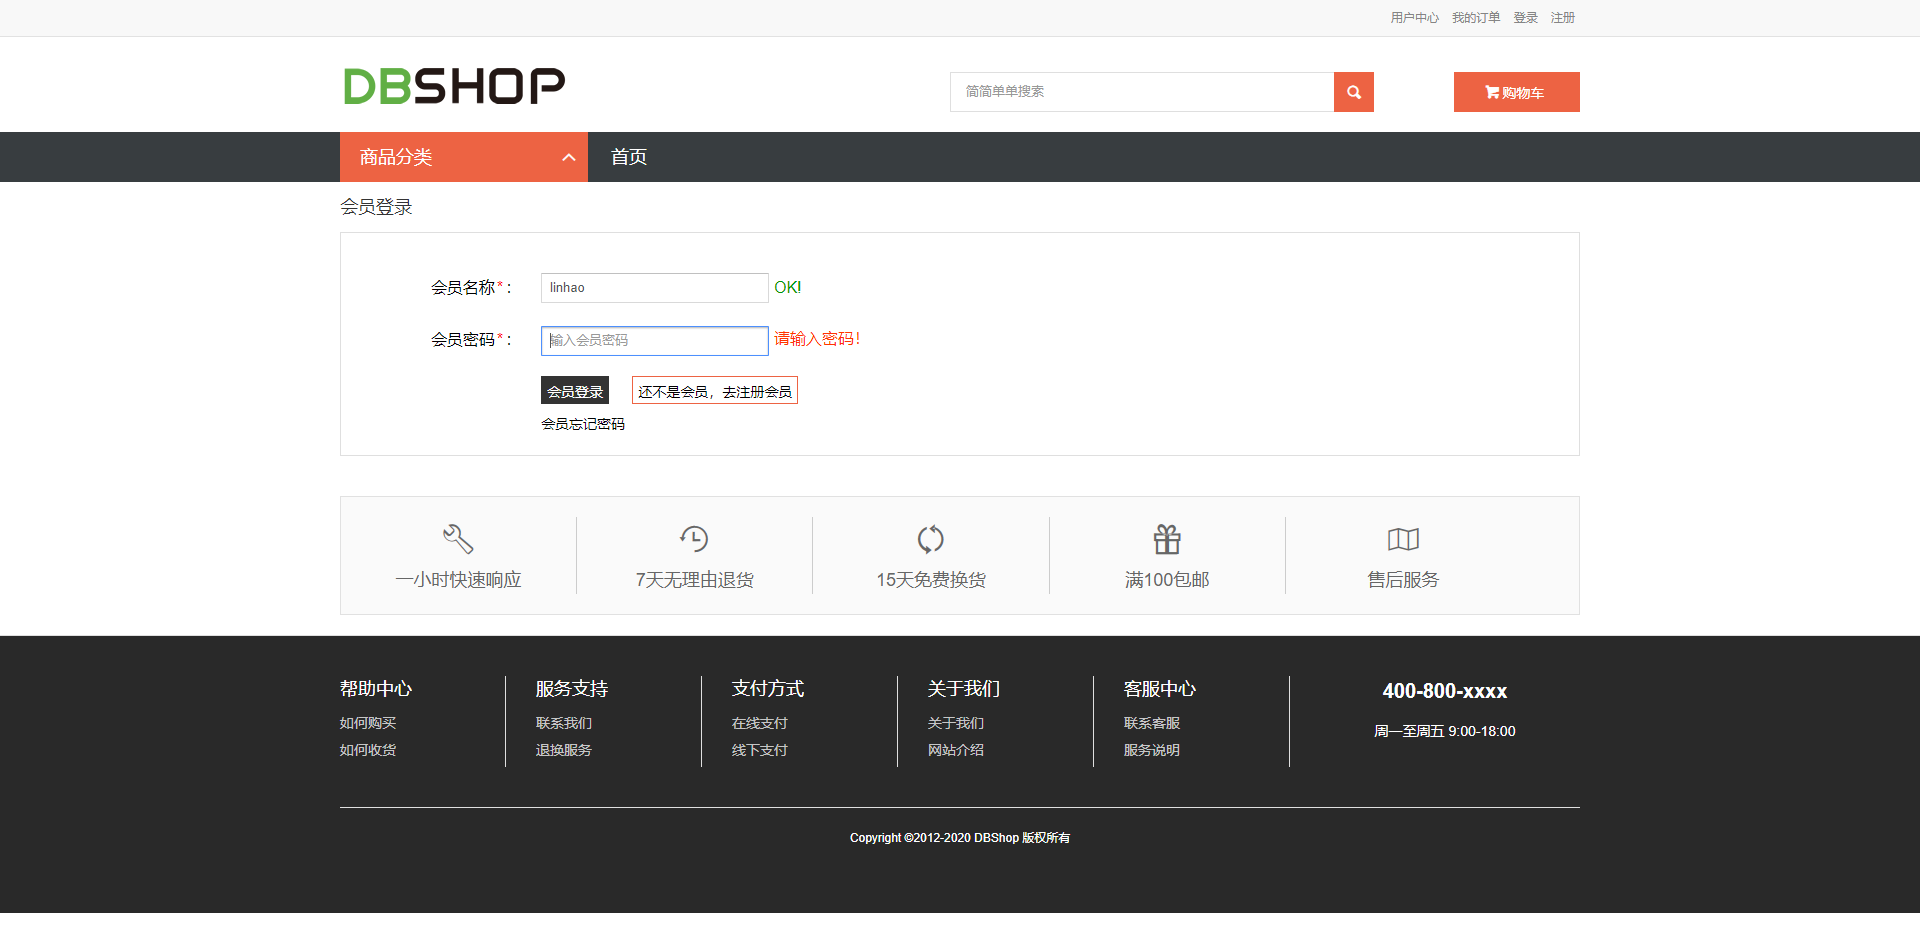 用户中心 我的订单 登录 注册
DBSHOP
简简单单搜索
购物车
商品分类 首页
会员登录
会员名称*： linhao OK!
会员密码*： 输入会员密码 请输入密码!
会员登录 还不是会员，去注册会员
会员忘记密码
一小时快速响应 7天无理由退货 15天免费换货 满100包邮 售后服务
帮助中心 服务支持 支付方式 关于我们 客服中心 400-800-xxxx
如何购买 联系我们 在线支付 关于我们 联系客服 周一至周五 9:00-18:00
如何收货 退换服务 线下支付 网站介绍 服务说明
Copyright ©2012-2020 DBShop 版权所有